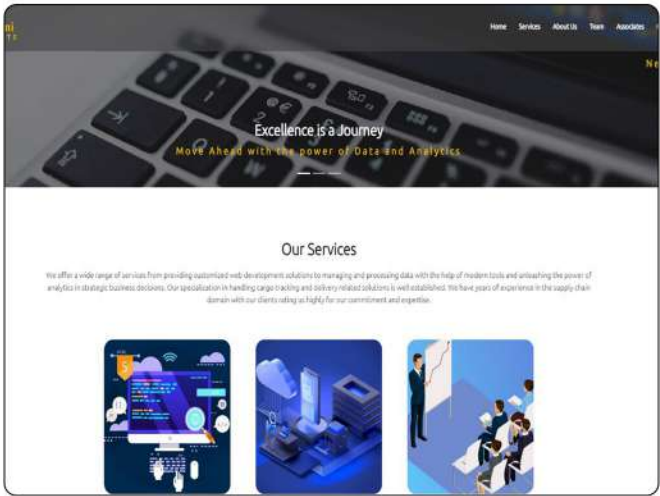 ni
Home Services About Us Team Associates
Ne
Excellence is a Journey
Move Ahead with the power of Data and Analytics
Our Services
We offer a wide range of services from providing customized web development solutions to managing and processing data with the help of modern tools and unleashing the power of
analytics in strategic business decisions. Our specialization in handling cargo tracking and delivery related solutions is well established. We have years of experience in the supply chain
domain with our clients rating us highly for our commitment and expertise.